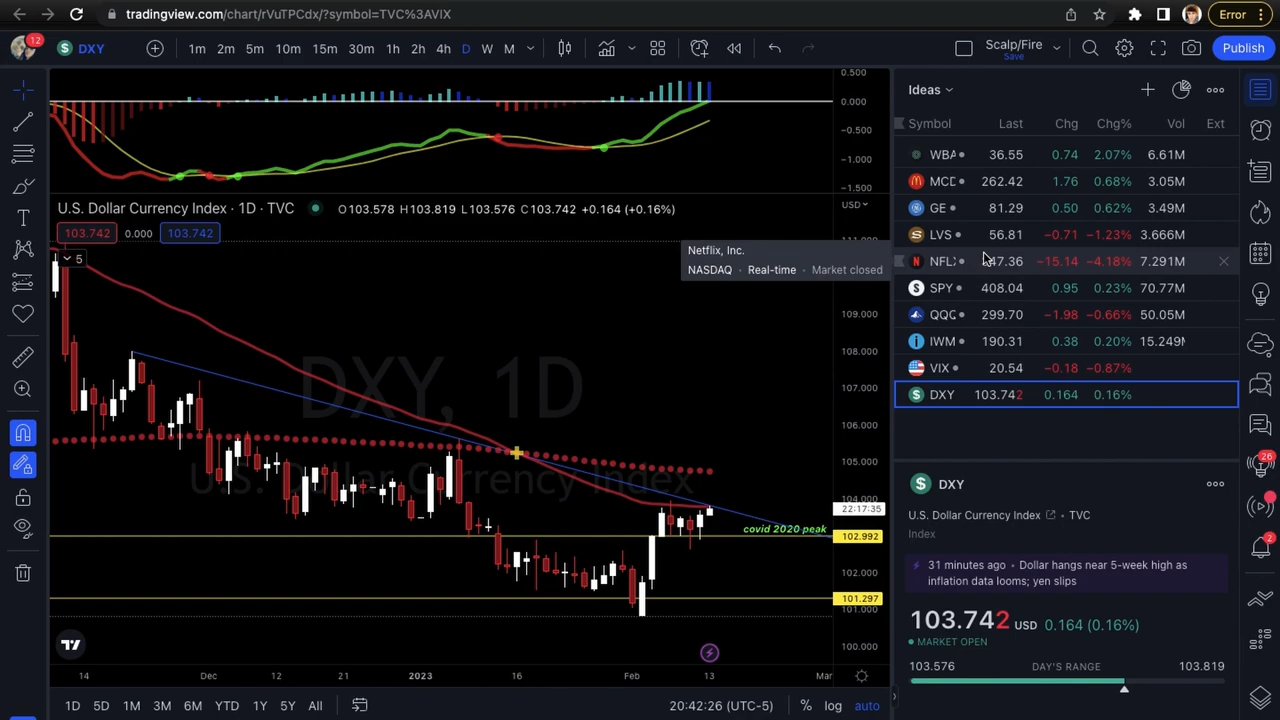 tradingview.com/chart/rVuTPCdx/?symbol=TVC%3AVIX
Error
12
$ DXY
1m 2m 5m 10m 15m 30m 1h 2h 4h D W M
Scalp/Fire
Save
Publish
0.500
0.000
−0.500
−1.000
−1.500
U.S. Dollar Currency Index · 1D · TVC
O103.578 H103.819 L103.576 C103.742 +0.164 (+0.16%)
USD
103.742 0.000 103.742
5
111.000
109.000
108.000
107.000
106.000
105.000
104.000
22:17:35
102.992
102.000
101.297
101.000
100.000
DXY, 1D
U.S. Dollar Currency Index
covid 2020 peak
Netflix, Inc.
NASDAQ · Real-time · Market closed
14 Dec 12 21 2023 16 Feb 13 Mar
1D 5D 1M 3M 6M YTD 1Y 5Y All
20:42:26 (UTC-5) % log auto
Ideas
Symbol Last Chg Chg% Vol Ext
WBA 36.55 0.74 2.07% 6.61M
MCD 262.42 1.76 0.68% 3.05M
GE 81.29 0.50 0.62% 3.49M
LVS 56.81 −0.71 −1.23% 3.666M
−15.14 −4.18% 7.291M
SPY 408.04 0.95 0.23% 70.77M
QQQ 299.70 −1.98 −0.66% 50.05M
IWM 190.31 0.38 0.20% 15.249M
VIX 20.54 −0.18 −0.87%
DXY 103.742 0.164 0.16%
$ DXY
U.S. Dollar Currency Index · TVC
Index
31 minutes ago · Dollar hangs near 5-week high as
inflation data looms; yen slips
103.742 USD 0.164 (0.16%)
MARKET OPEN
103.576 DAY'S RANGE 103.819
26
2